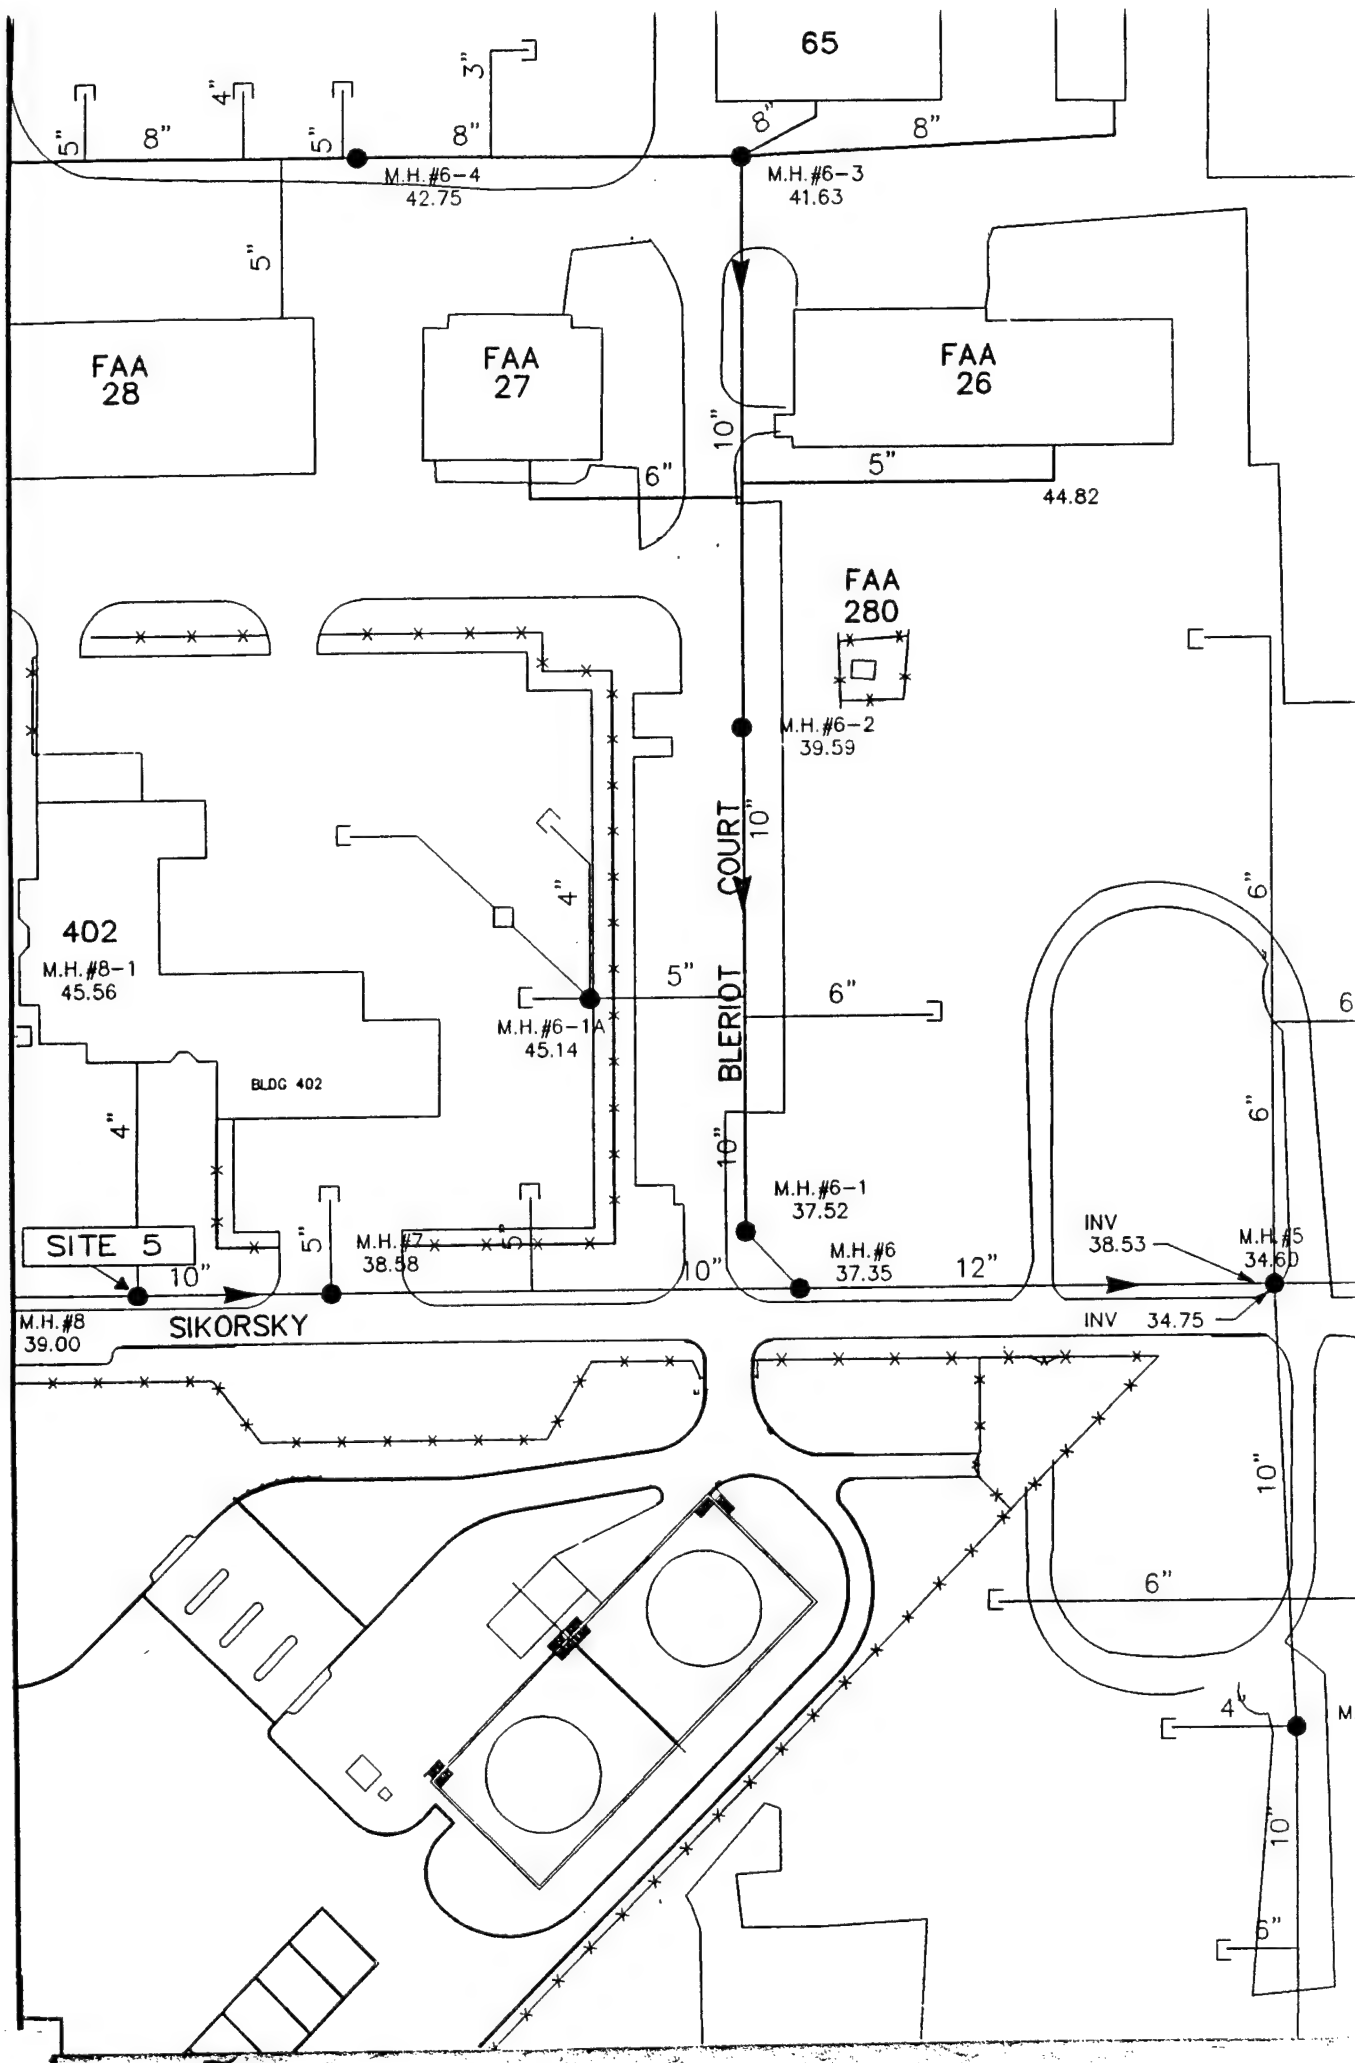 65
3"
4"
5"
8"
5"
8"
8"
8"
M.H.#6-4
42.75
M.H.#6-3
41.63
5"
FAA
28
FAA
27
FAA
26
10"
6"
5"
44.82
FAA
280
M.H.#6-2
39.59
BLERIOT COURT
10"
4"
6"
402
M.H.#8-1
45.56
5"
6"
6
M.H.#6-1A
45.14
BLDG 402
4"
6"
10"
M.H.#6-1
37.52
SITE 5
10"
5"
M.H.#7
38.58
5"
10"
M.H.#6
37.35
12"
INV
38.53
M.H.#5
34.60
M.H.#8
39.00
SIKORSKY
INV 34.75
10"
6"
4"
M
10"
6"